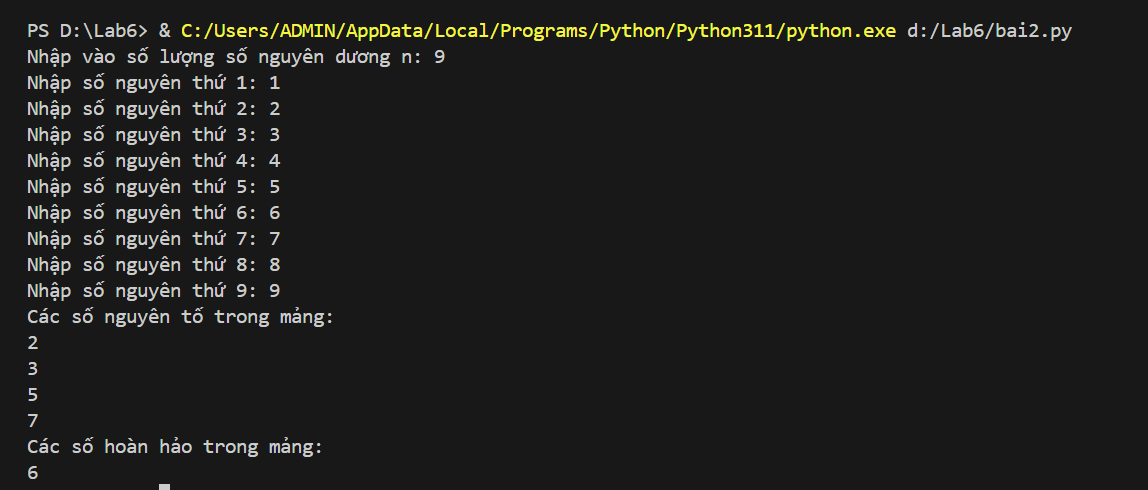 PS D:\Lab6> & C:/Users/ADMIN/AppData/Local/Programs/Python/Python311/python.exe d:/Lab6/bai2.py
Nhập vào số lượng số nguyên dương n: 9
Nhập số nguyên thứ 1: 1
Nhập số nguyên thứ 2: 2
Nhập số nguyên thứ 3: 3
Nhập số nguyên thứ 4: 4
Nhập số nguyên thứ 5: 5
Nhập số nguyên thứ 6: 6
Nhập số nguyên thứ 7: 7
Nhập số nguyên thứ 8: 8
Nhập số nguyên thứ 9: 9
Các số nguyên tố trong mảng:
2
3
5
7
Các số hoàn hảo trong mảng:
6